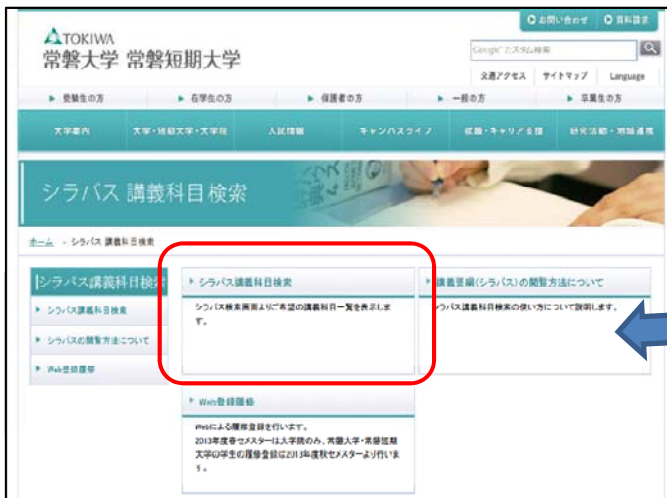 お問い合わせ 資料請求
TOKIWA
常磐大学 常磐短期大学
Google カスタム検索
交通アクセス サイトマップ Language
受験生の方 在学生の方 保護者の方 一般の方 卒業生の方
大学案内 大学・短期大学・大学院 入試情報 キャンパスライフ 就職・キャリア支援 研究活動・地域連携
シラバス 講義科目検索
ホーム - シラバス 講義科目検索
シラバス講義科目検索
シラバス講義科目検索
シラバスの閲覧方法について
Web登録履修
シラバス講義科目検索
シラバス検索画面よりご希望の講義科目一覧を表示しま
す。
講義要綱(シラバス)の閲覧方法について
シラバス講義科目検索の使い方について説明します。
Web登録履修
Webによる履修登録を行います。
2013年度春セメスターは大学院のみ、常磐大学・常磐短期
大学の学生の履修登録は2013年度秋セメスターより行いま
す。